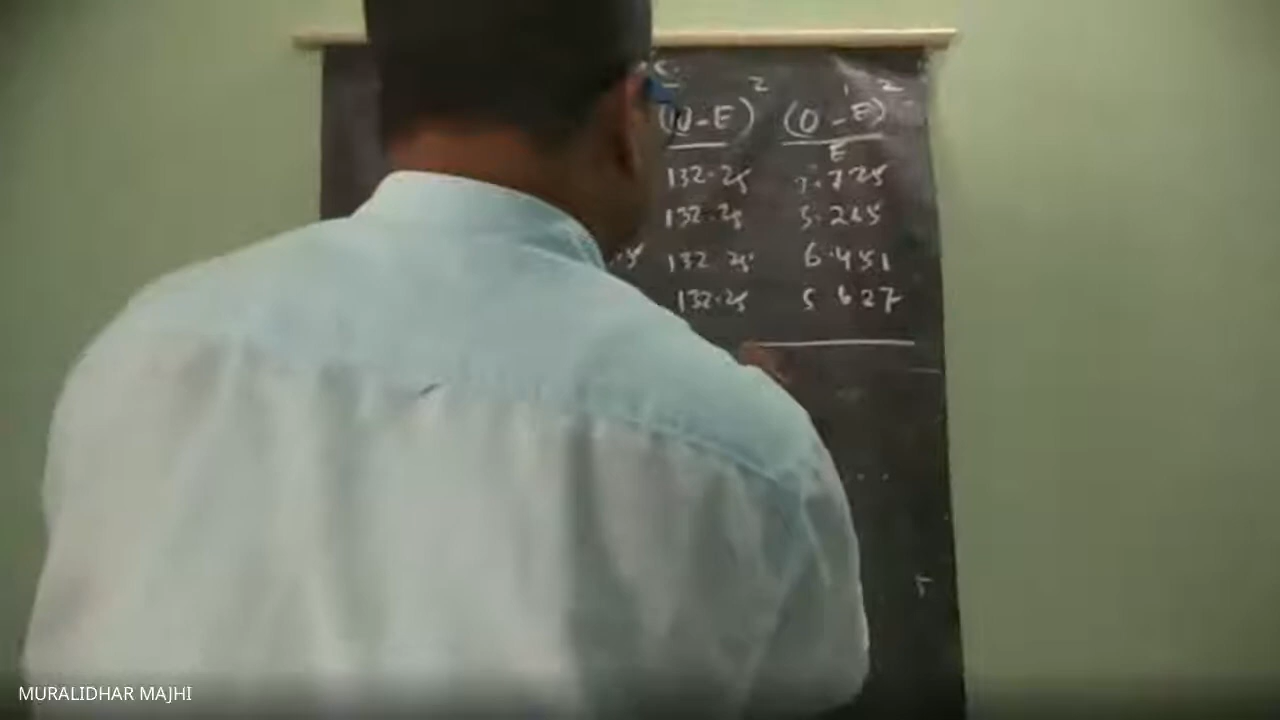 (O-E)² (O-E)²
E
132.25 7.725
132.25 5.265
132.25 6.451
132.25 5.627
MURALIDHAR MAJHI